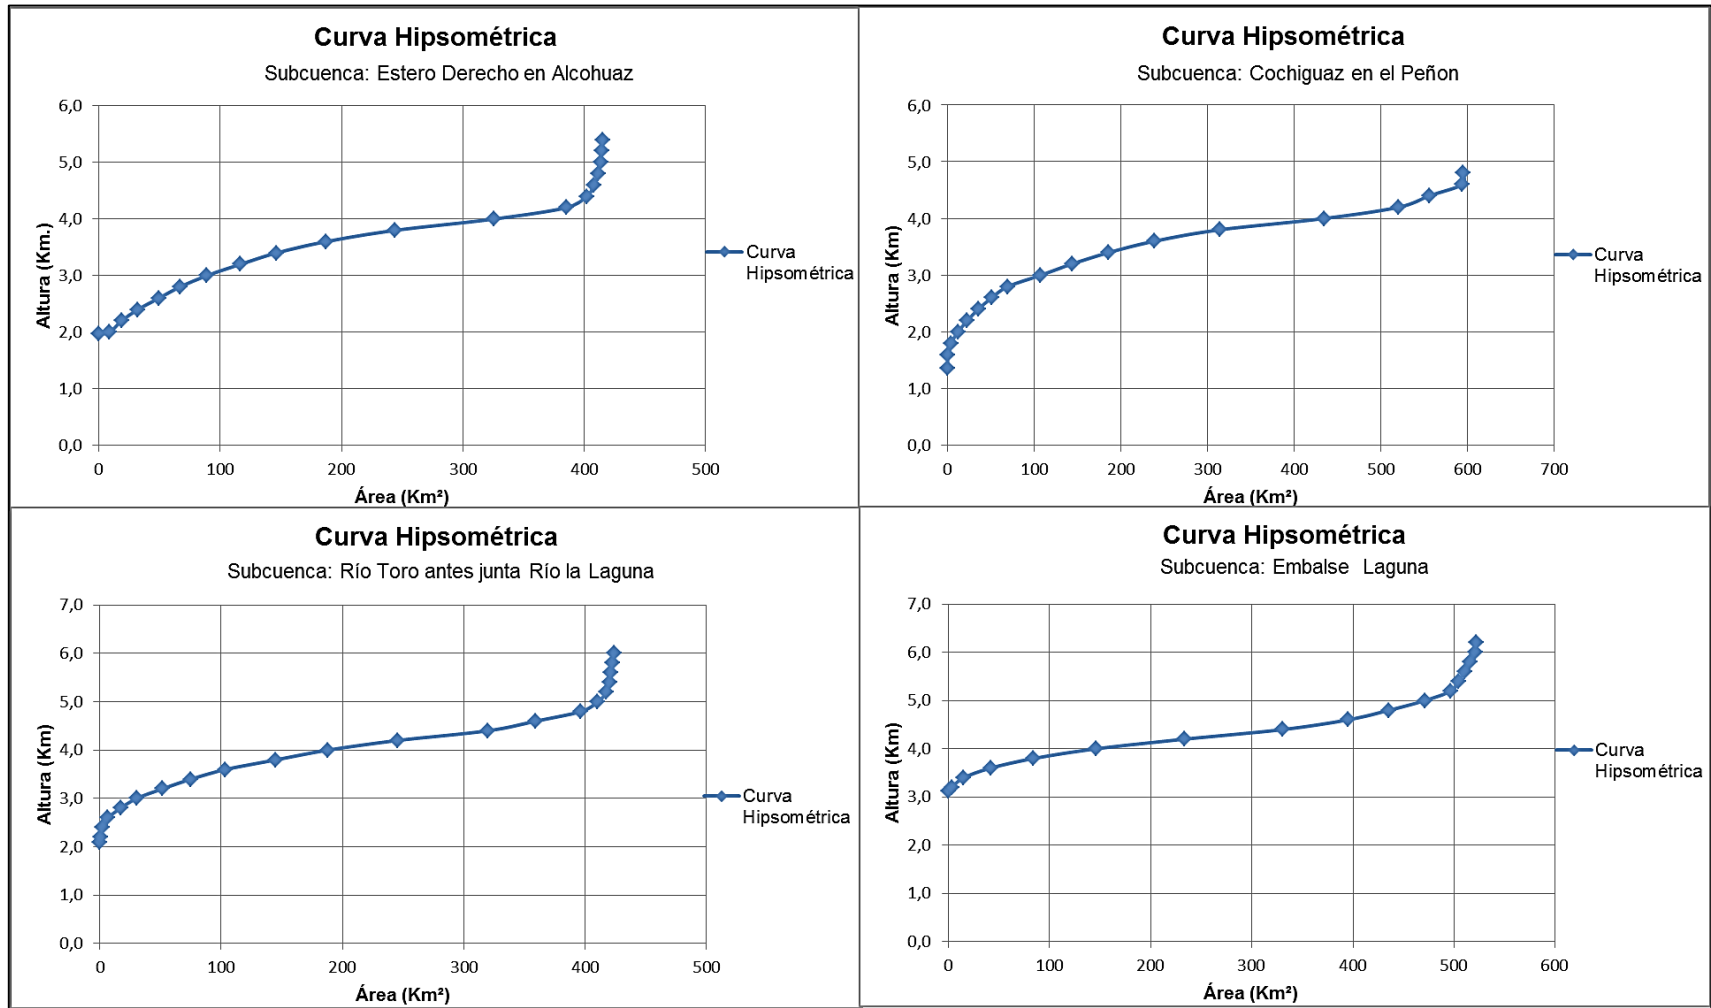 Curva Hipsométrica
Subcuenca: Estero Derecho en Alcohuaz
6,0
5,0
4,0
3,0
2,0
1,0
0,0
Altura (Km.)
0 100 200 300 400 500
Área (Km²)
Curva
Hipsométrica
Curva Hipsométrica
Subcuenca: Cochiguaz en el Peñon
6,0
5,0
4,0
3,0
2,0
1,0
0,0
Altura (Km)
0 100 200 300 400 500 600 700
Área (Km²)
Curva
Hipsométrica
Curva Hipsométrica
Subcuenca: Río Toro antes junta Río la Laguna
7,0
6,0
5,0
4,0
3,0
2,0
1,0
0,0
Altura (Km)
0 100 200 300 400 500
Área (Km²)
Curva
Hipsométrica
Curva Hipsométrica
Subcuenca: Embalse Laguna
7,0
6,0
5,0
4,0
3,0
2,0
1,0
0,0
Altura (Km)
0 100 200 300 400 500 600
Área (Km²)
Curva
Hipsométrica